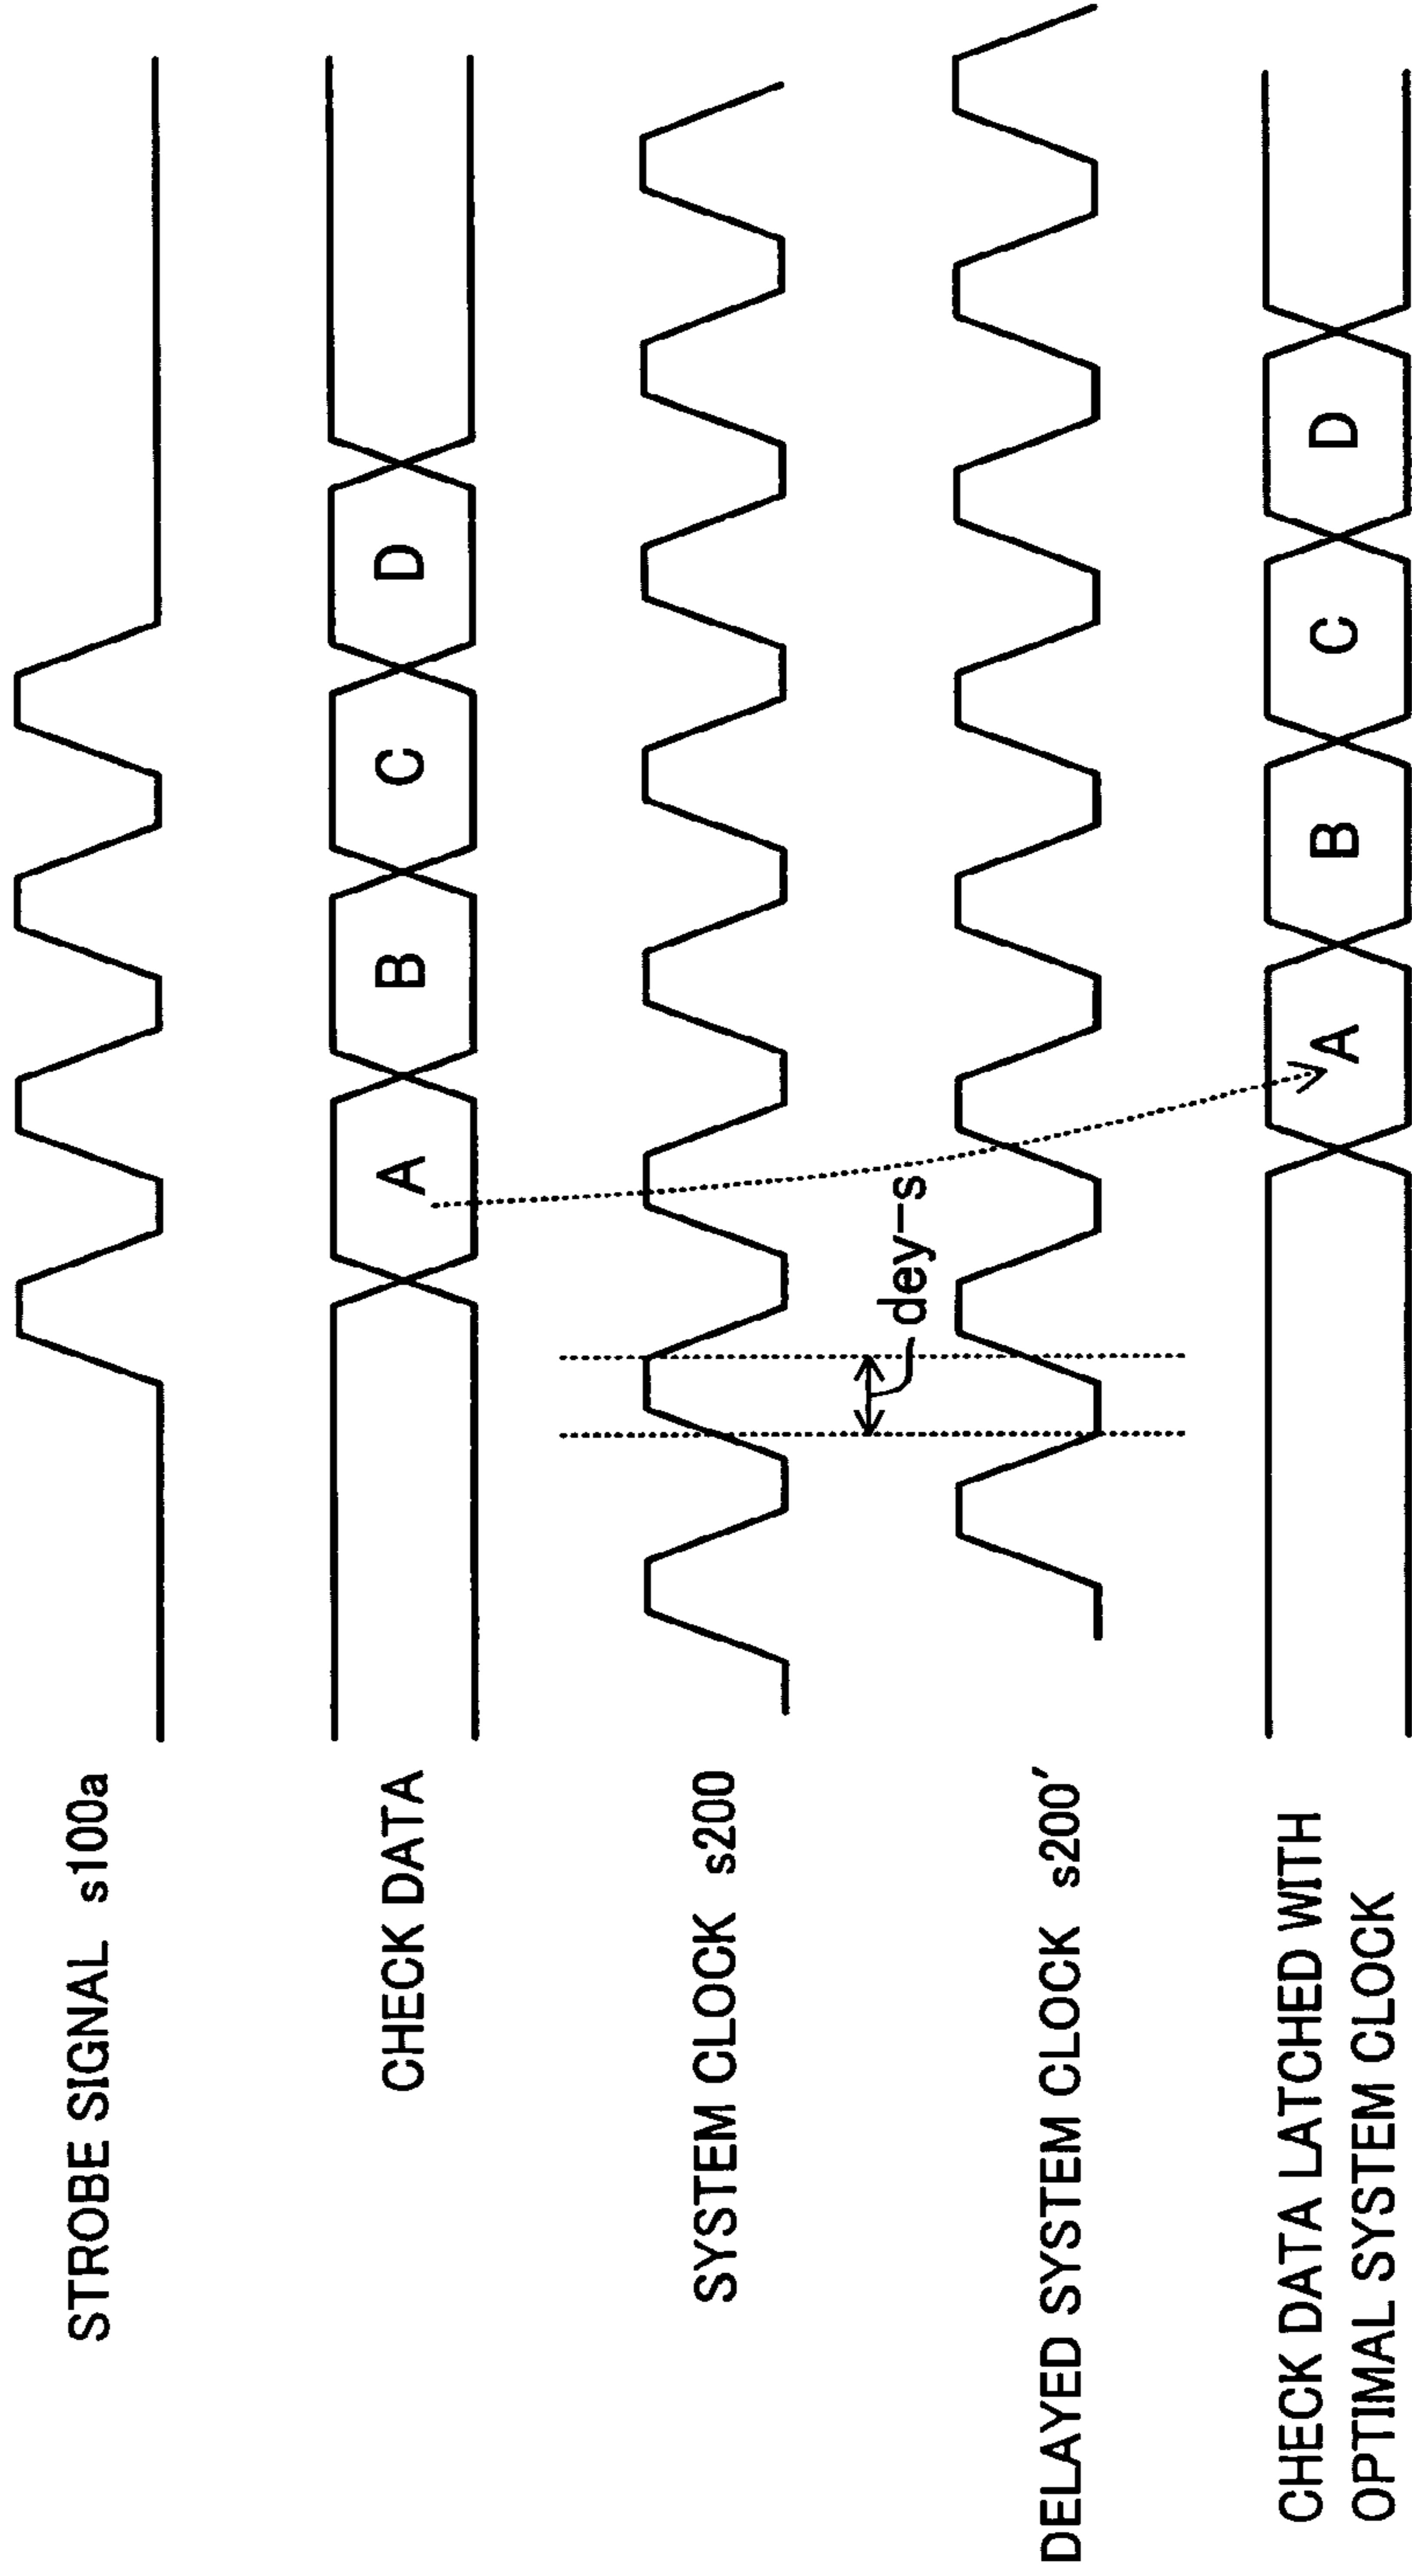 STROBE SIGNAL s100a
CHECK DATA
A B C D
SYSTEM CLOCK s200
dey-s
DELAYED SYSTEM CLOCK s200'
CHECK DATA LATCHED WITH
OPTIMAL SYSTEM CLOCK
A B C D